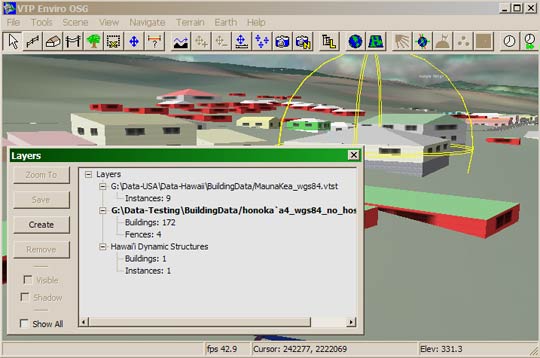 VTP Enviro OSG
File Tools Scene View Navigate Terrain Earth Help
Layers
Zoom To
Save
Create
Remove
Visible
Shadow
Show All
Layers
G:\Data-USA\Data-Hawaii\BuildingData/MaunaKea_wgs84.vtst
Instances: 9
G:\Data-Testing\BuildingData/honoka`a4_wgs84_no_hos
Buildings: 172
Fences: 4
Hawai'i Dynamic Structures
Buildings: 1
Instances: 1
fps 42.9
Cursor: 242277, 2222069
Elev: 331.3